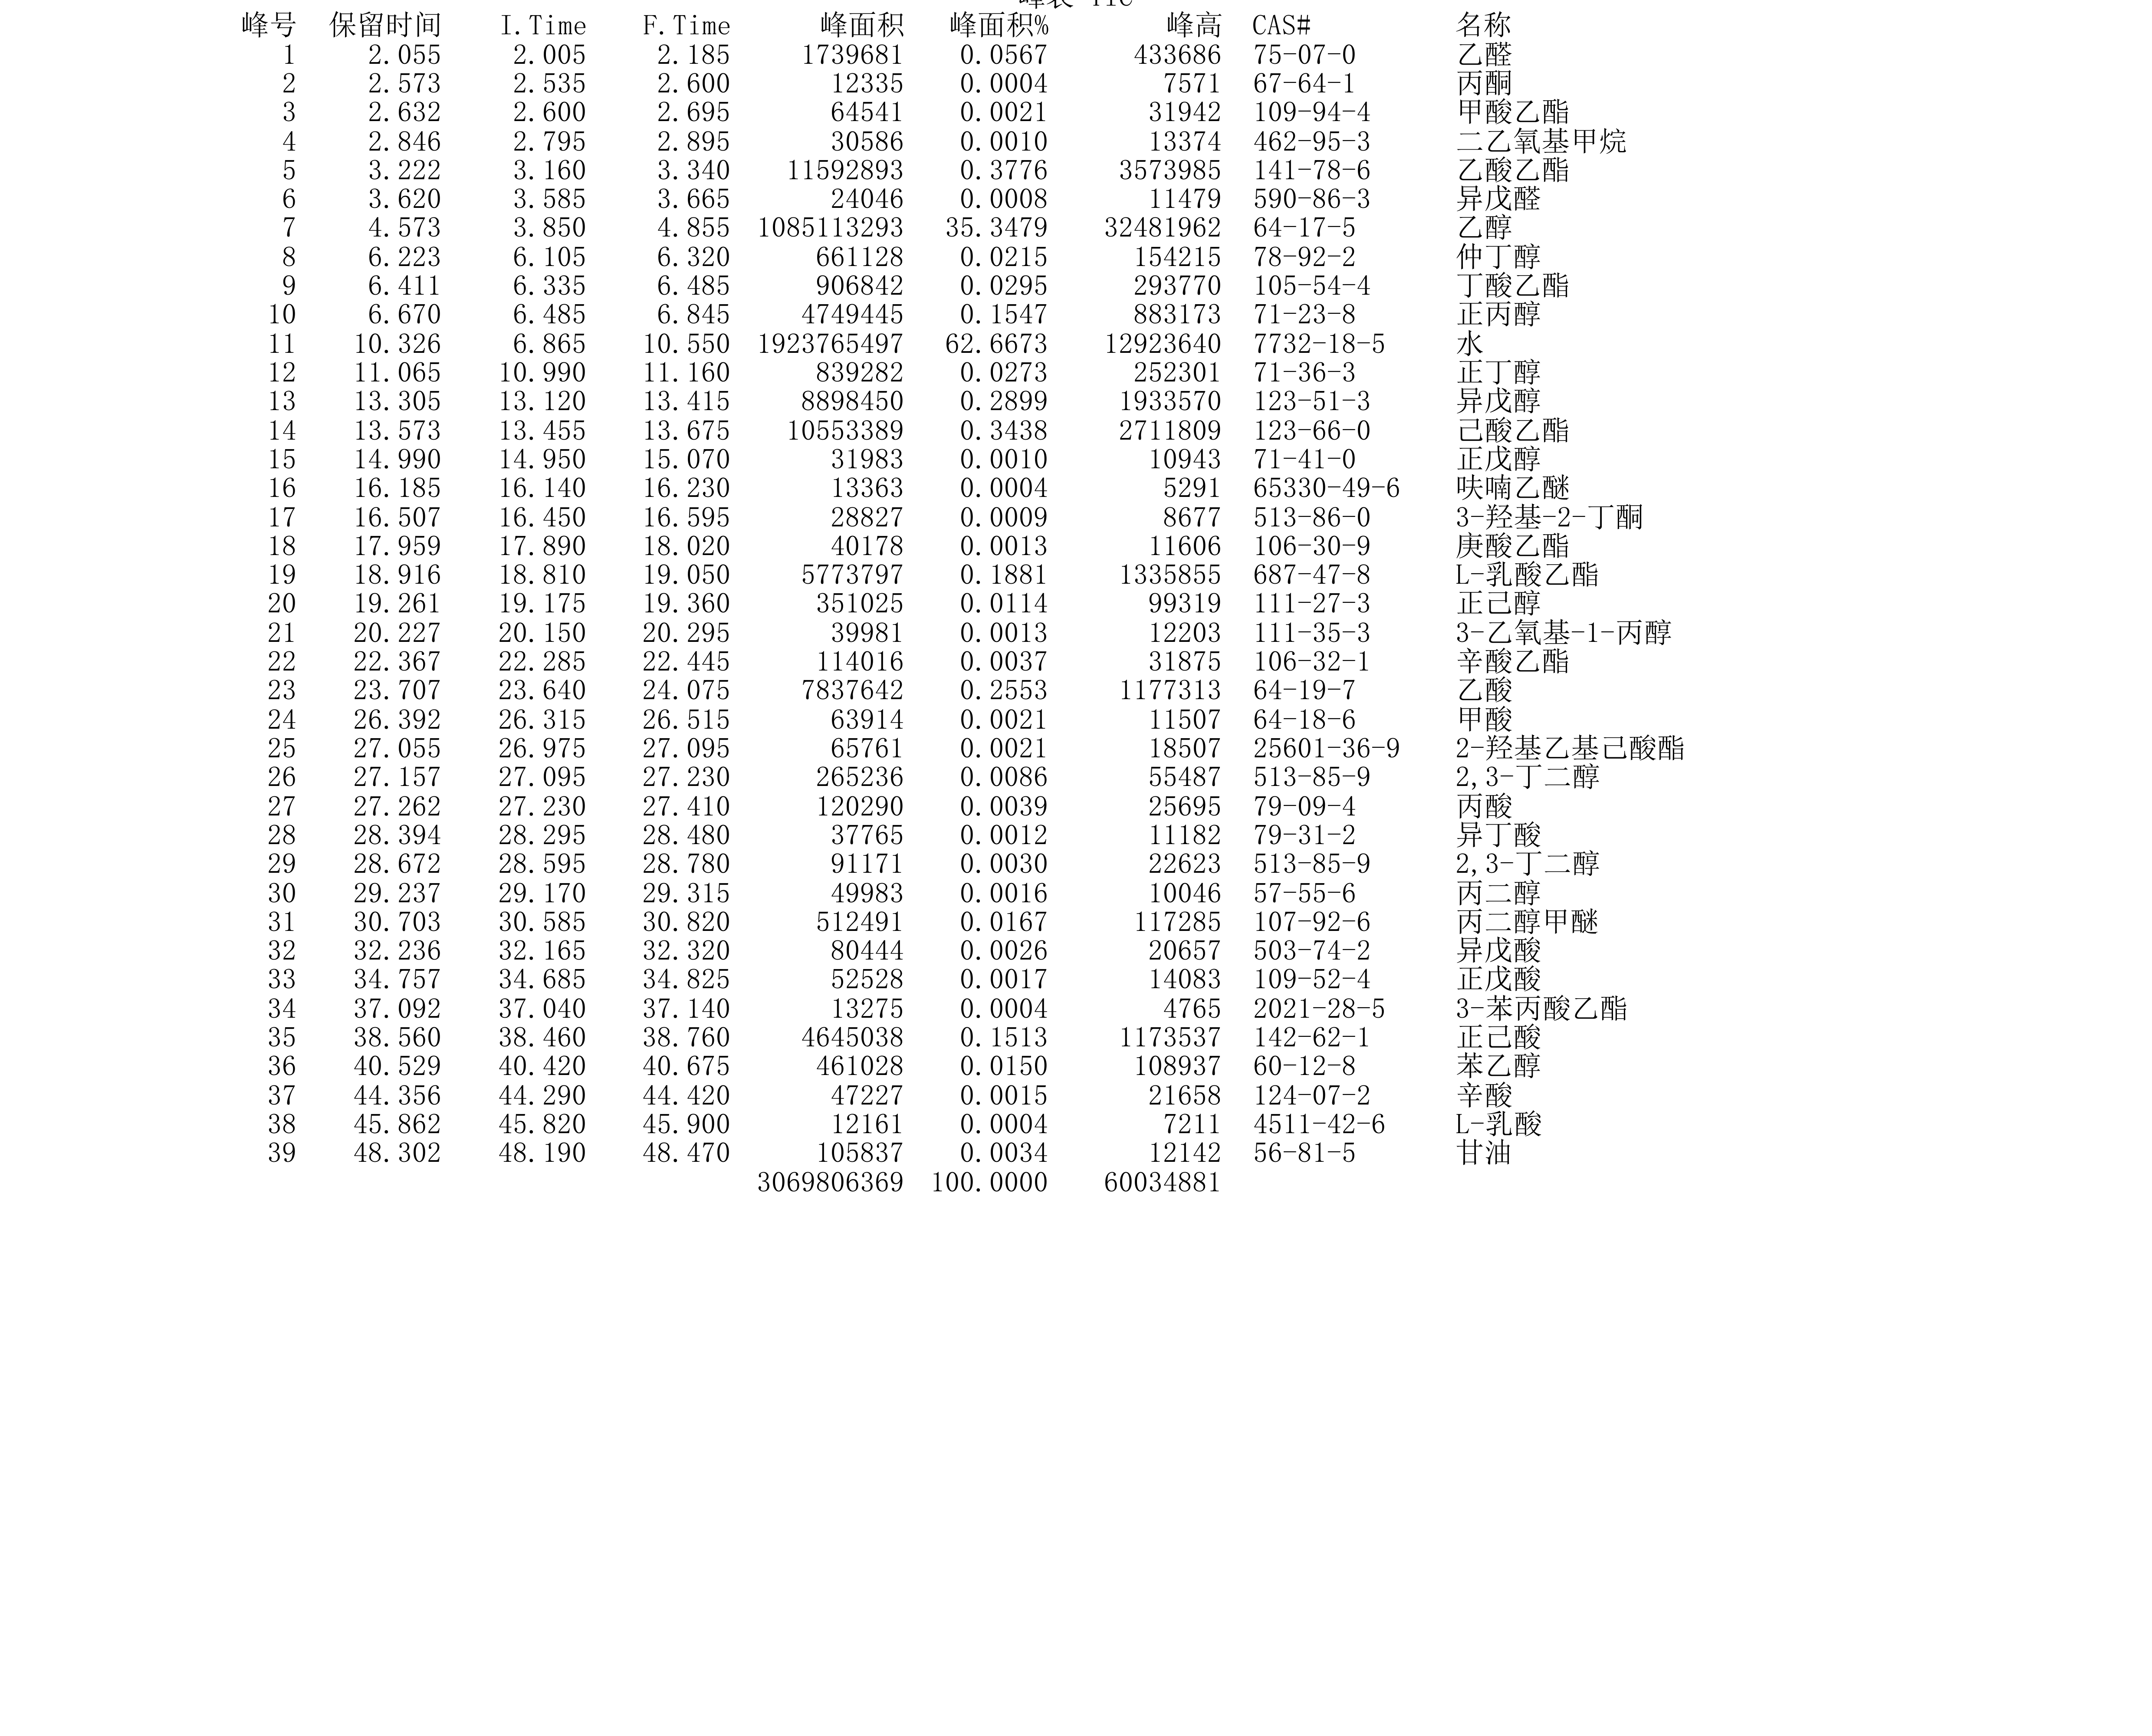 峰表 TIC
峰号 保留时间 I.Time F.Time 峰面积 峰面积% 峰高 CAS# 名称
1 2.055 2.005 2.185 1739681 0.0567 433686 75-07-0 乙醛
2 2.573 2.535 2.600 12335 0.0004 7571 67-64-1 丙酮
3 2.632 2.600 2.695 64541 0.0021 31942 109-94-4 甲酸乙酯
4 2.846 2.795 2.895 30586 0.0010 13374 462-95-3 二乙氧基甲烷
5 3.222 3.160 3.340 11592893 0.3776 3573985 141-78-6 乙酸乙酯
6 3.620 3.585 3.665 24046 0.0008 11479 590-86-3 异戊醛
7 4.573 3.850 4.855 1085113293 35.3479 32481962 64-17-5 乙醇
8 6.223 6.105 6.320 661128 0.0215 154215 78-92-2 仲丁醇
9 6.411 6.335 6.485 906842 0.0295 293770 105-54-4 丁酸乙酯
10 6.670 6.485 6.845 4749445 0.1547 883173 71-23-8 正丙醇
11 10.326 6.865 10.550 1923765497 62.6673 12923640 7732-18-5 水
12 11.065 10.990 11.160 839282 0.0273 252301 71-36-3 正丁醇
13 13.305 13.120 13.415 8898450 0.2899 1933570 123-51-3 异戊醇
14 13.573 13.455 13.675 10553389 0.3438 2711809 123-66-0 己酸乙酯
15 14.990 14.950 15.070 31983 0.0010 10943 71-41-0 正戊醇
16 16.185 16.140 16.230 13363 0.0004 5291 65330-49-6 呋喃乙醚
17 16.507 16.450 16.595 28827 0.0009 8677 513-86-0 3-羟基-2-丁酮
18 17.959 17.890 18.020 40178 0.0013 11606 106-30-9 庚酸乙酯
19 18.916 18.810 19.050 5773797 0.1881 1335855 687-47-8 L-乳酸乙酯
20 19.261 19.175 19.360 351025 0.0114 99319 111-27-3 正己醇
21 20.227 20.150 20.295 39981 0.0013 12203 111-35-3 3-乙氧基-1-丙醇
22 22.367 22.285 22.445 114016 0.0037 31875 106-32-1 辛酸乙酯
23 23.707 23.640 24.075 7837642 0.2553 1177313 64-19-7 乙酸
24 26.392 26.315 26.515 63914 0.0021 11507 64-18-6 甲酸
25 27.055 26.975 27.095 65761 0.0021 18507 25601-36-9 2-羟基乙基己酸酯
26 27.157 27.095 27.230 265236 0.0086 55487 513-85-9 2,3-丁二醇
27 27.262 27.230 27.410 120290 0.0039 25695 79-09-4 丙酸
28 28.394 28.295 28.480 37765 0.0012 11182 79-31-2 异丁酸
29 28.672 28.595 28.780 91171 0.0030 22623 513-85-9 2,3-丁二醇
30 29.237 29.170 29.315 49983 0.0016 10046 57-55-6 丙二醇
31 30.703 30.585 30.820 512491 0.0167 117285 107-92-6 丙二醇甲醚
32 32.236 32.165 32.320 80444 0.0026 20657 503-74-2 异戊酸
33 34.757 34.685 34.825 52528 0.0017 14083 109-52-4 正戊酸
34 37.092 37.040 37.140 13275 0.0004 4765 2021-28-5 3-苯丙酸乙酯
35 38.560 38.460 38.760 4645038 0.1513 1173537 142-62-1 正己酸
36 40.529 40.420 40.675 461028 0.0150 108937 60-12-8 苯乙醇
37 44.356 44.290 44.420 47227 0.0015 21658 124-07-2 辛酸
38 45.862 45.820 45.900 12161 0.0004 7211 4511-42-6 L-乳酸
39 48.302 48.190 48.470 105837 0.0034 12142 56-81-5 甘油
3069806369 100.0000 60034881